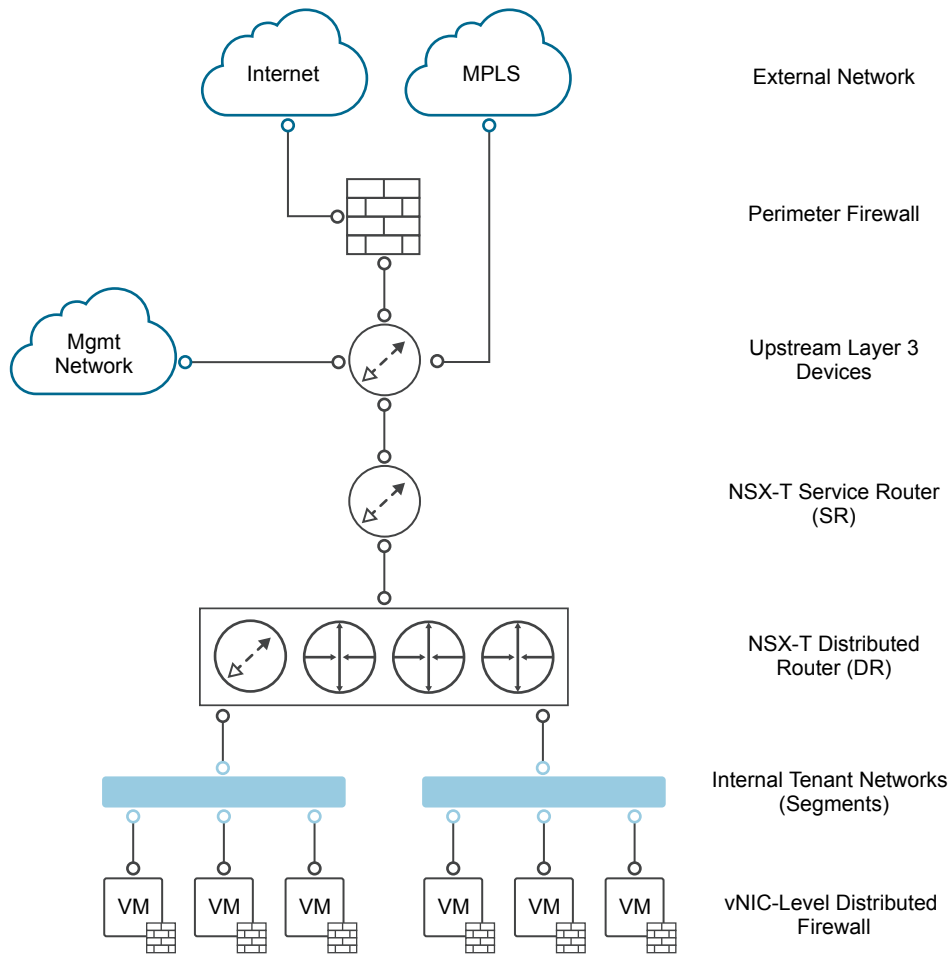 Internet
MPLS
External Network
Perimeter Firewall
Mgmt
Network
Upstream Layer 3
Devices
NSX-T Service Router
(SR)
NSX-T Distributed
Router (DR)
Internal Tenant Networks
(Segments)
VM
VM
VM
VM
VM
VM
vNIC-Level Distributed
Firewall